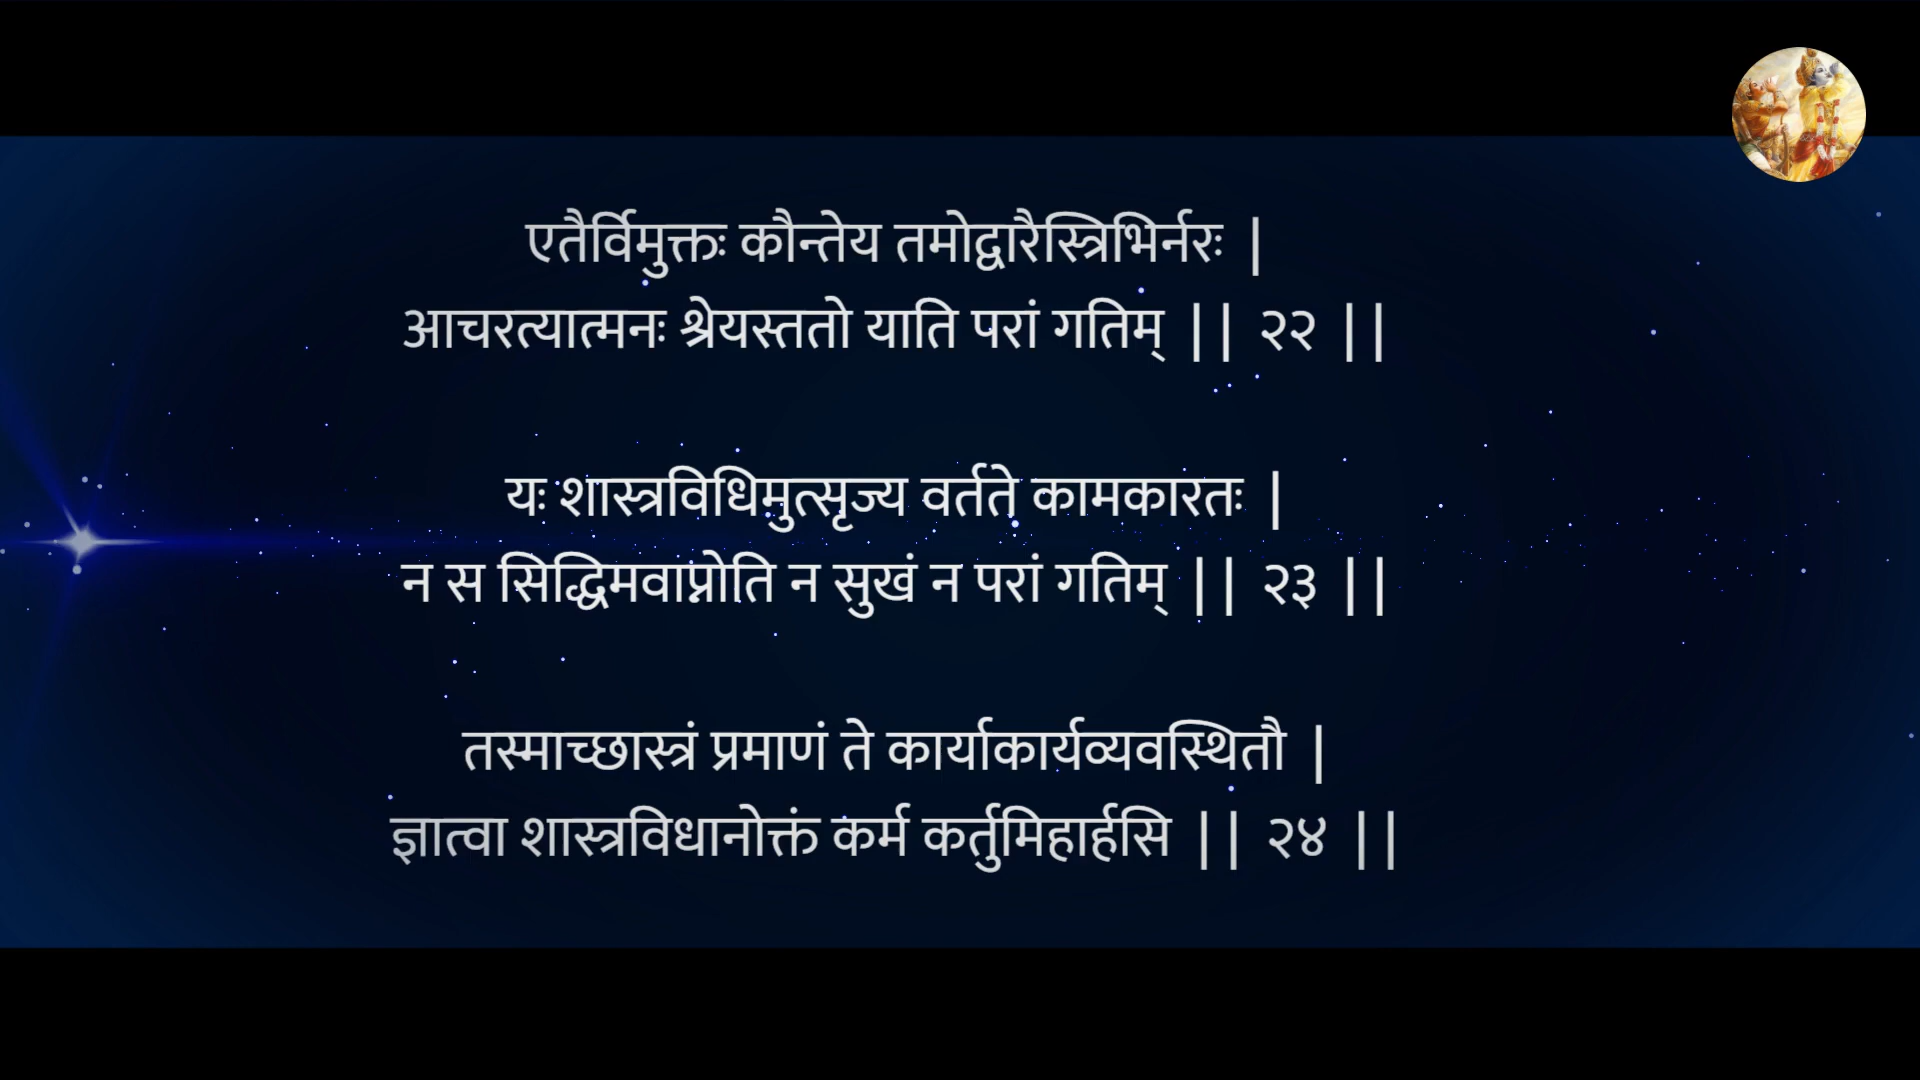 एतैर्विमुक्तः कौन्तेय तमोद्वारैस्त्रिभिर्नरः |
आचरत्यात्मनः श्रेयस्ततो याति परां गतिम् || २२ ||
यः शास्त्रविधिमुत्सृज्य वर्तते कामकारतः |
न स सिद्धिमवाप्नोति न सुखं न परां गतिम् || २३ ||
तस्माच्छास्त्रं प्रमाणं ते कार्याकार्यव्यवस्थितौ |
ज्ञात्वा शास्त्रविधानोक्तं कर्म कर्तुमिहार्हसि || २४ ||